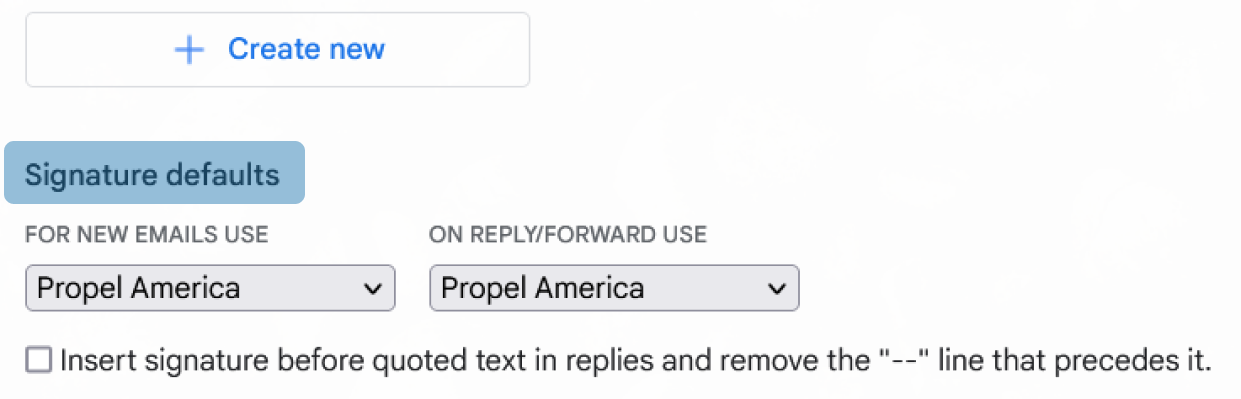 Create new
Signature defaults
FOR NEW EMAILS USE
ON REPLY/FORWARD USE
Propel America
Propel America
Insert signature before quoted text in replies and remove the "--" line that precedes it.